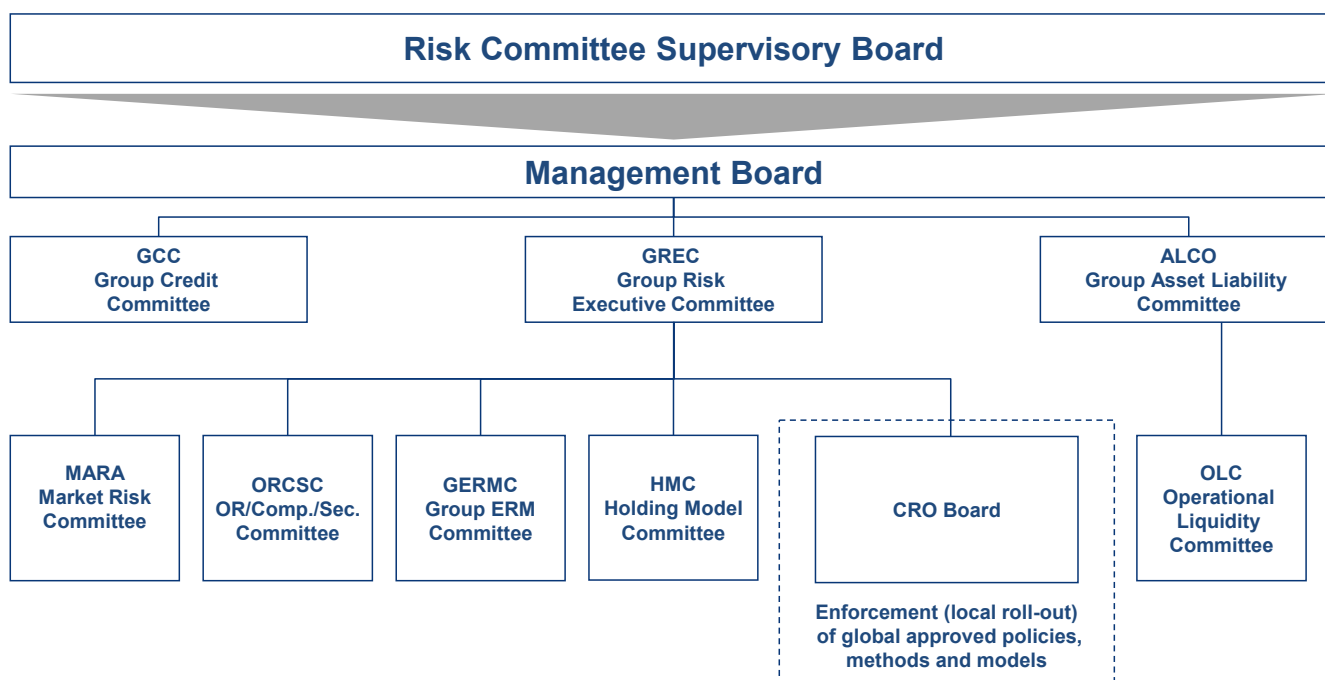 Risk Committee Supervisory Board
Management Board
GCC
Group Credit
Committee
GREC
Group Risk
Executive Committee
ALCO
Group Asset Liability
Committee
MARA
Market Risk
Committee
ORCSC
OR/Comp./Sec.
Committee
GERMC
Group ERM
Committee
HMC
Holding Model
Committee
CRO Board
Enforcement (local roll-out)
of global approved policies,
methods and models
OLC
Operational
Liquidity
Committee